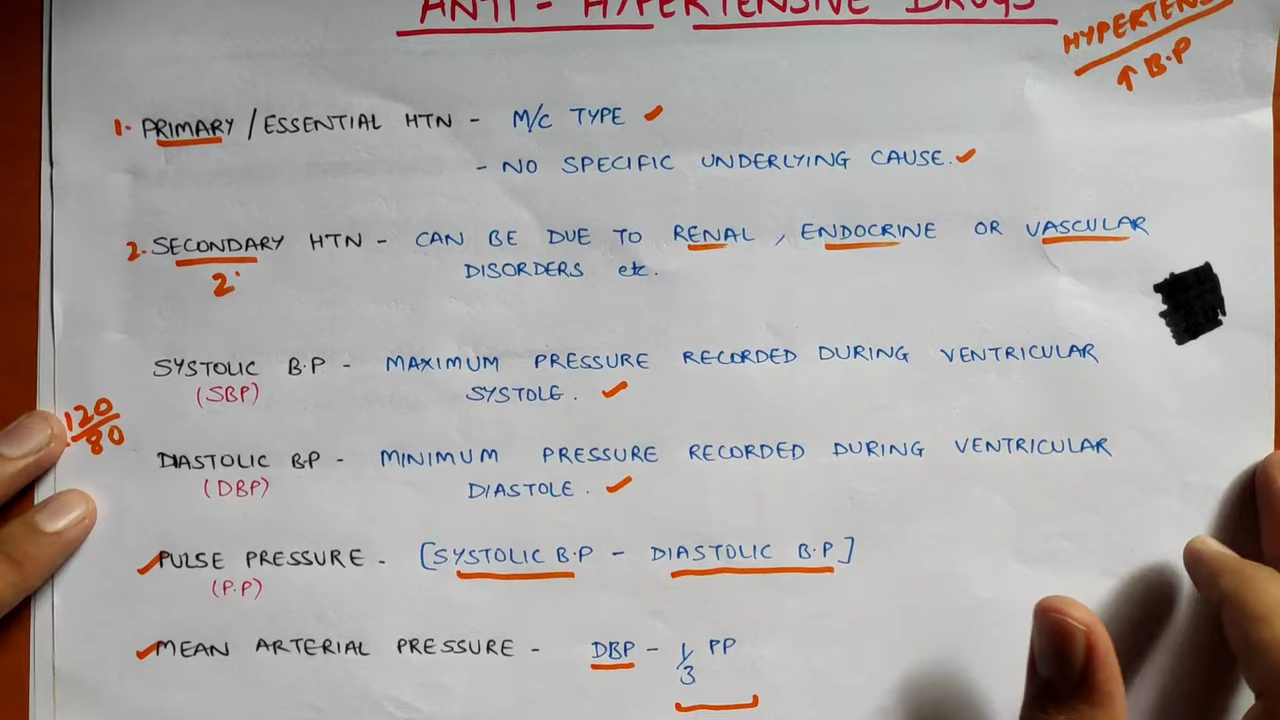 ANTI - HYPERTENSIVE DRUGS
↑ B.P
1. PRIMARY / ESSENTIAL HTN - M/C TYPE ✓
- NO SPECIFIC UNDERLYING CAUSE. ✓
2. SECONDARY HTN - CAN BE DUE TO RENAL, ENDOCRINE OR VASCULAR
2° DISORDERS etc.
SYSTOLIC B.P - MAXIMUM PRESSURE RECORDED DURING VENTRICULAR
(SBP) SYSTOLE. ✓
120/80
DIASTOLIC B.P - MINIMUM PRESSURE RECORDED DURING VENTRICULAR
(DBP) DIASTOLE. ✓
✓ PULSE PRESSURE - [SYSTOLIC B.P - DIASTOLIC B.P]
(P.P)
✓ MEAN ARTERIAL PRESSURE - DBP - 1/3 PP